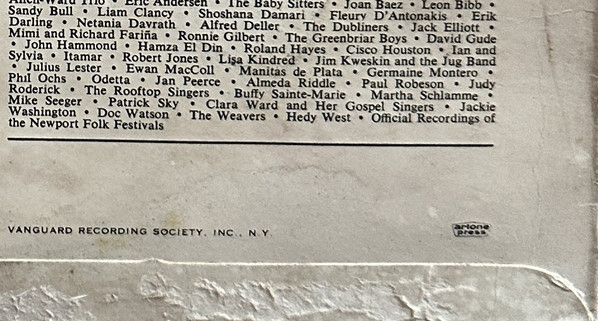 Trio • Eric Andersen • The Baby Sitters • Joan Baez • Leon Bibb •
Sandy Bull • Liam Clancy • Shoshana Damari • Fleury D'Antonakis • Erik
Darling • Netania Davrath • Alfred Deller • The Dubliners • Jack Elliott •
Mimi and Richard Fariña • Ronnie Gilbert • The Greenbriar Boys • David Gude
• John Hammond • Hamza El Din • Roland Hayes • Cisco Houston • Ian and
Sylvia • Itamar • Robert Jones • Lisa Kindred • Jim Kweskin and the Jug Band
• Julius Lester • Ewan MacColl • Manitas de Plata • Germaine Montero •
Phil Ochs • Odetta • Jan Peerce • Almeda Riddle • Paul Robeson • Judy
Roderick • The Rooftop Singers • Buffy Sainte-Marie • Martha Schlamme •
Mike Seeger • Patrick Sky • Clara Ward and Her Gospel Singers • Jackie
Washington • Doc Watson • The Weavers • Hedy West • Official Recordings of
the Newport Folk Festivals
VANGUARD RECORDING SOCIETY, INC., N.Y.
artone
press